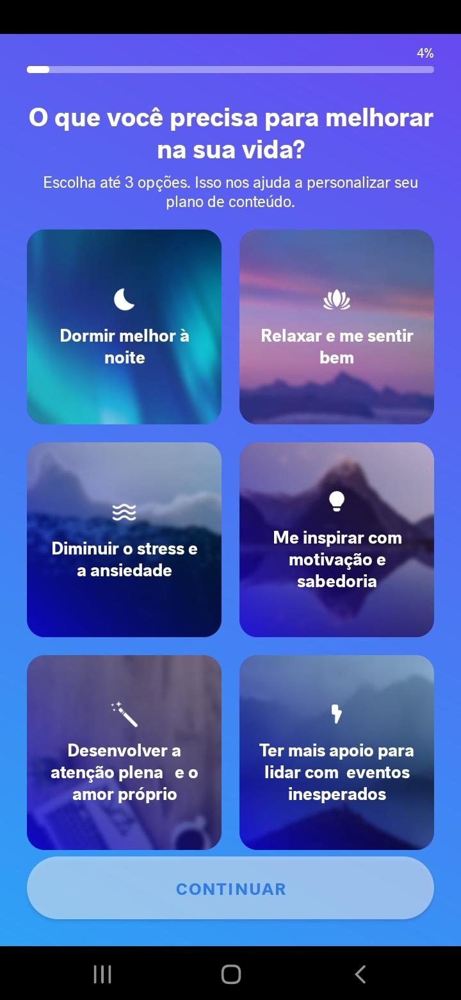 4%
O que você precisa para melhorar
na sua vida?
Escolha até 3 opções. Isso nos ajuda a personalizar seu
plano de conteúdo.
Dormir melhor à
noite
Relaxar e me sentir
bem
Diminuir o stress e
a ansiedade
Me inspirar com
motivação e
sabedoria
Desenvolver a
atenção plena   e o
amor próprio
Ter mais apoio para
lidar com  eventos
inesperados
CONTINUAR